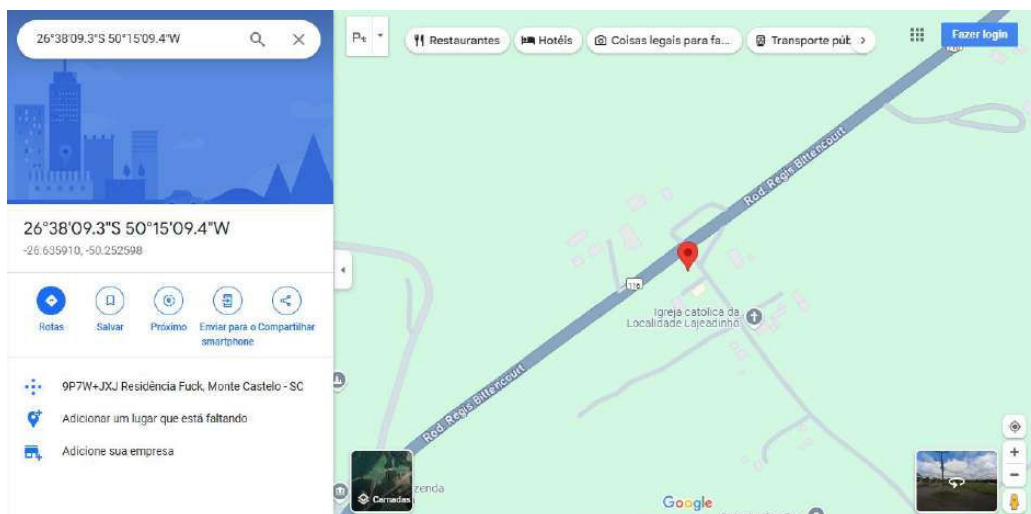 26°38'09.3"S 50°15'09.4"W
Restaurantes
Hotéis
Coisas legais para fa...
Transporte púb
Fazer login
26°38'09.3"S 50°15'09.4"W
-26.635910, -50.252598
Rotas
Salvar
Próximo
Enviar para o smartphone
Compartilhar
9P7W+JXJ Residência Fuck, Monte Castelo - SC
Adicionar um lugar que está faltando
Adicione sua empresa
Rod. Regis Bittencourt
116
Igreja catolica da
Localidade Lajeadinho
Rod. Regis Bittencourt
Camadas
zenda
Google